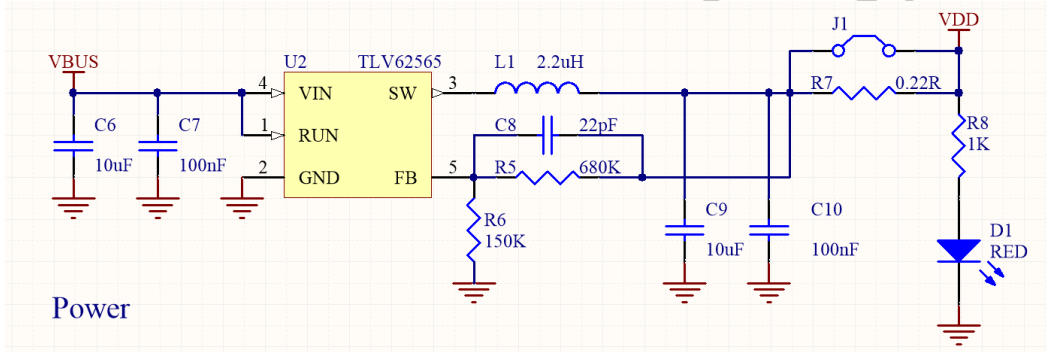 J1
VDD
VBUS
U2
TLV62565
L1
2.2uH
4
VIN
SW
3
R7
0.22R
C6
10uF
C7
100nF
1
RUN
C8
22pF
R8
1K
2
GND
FB
5
R5
680K
R6
150K
C9
10uF
C10
100nF
D1
RED
Power